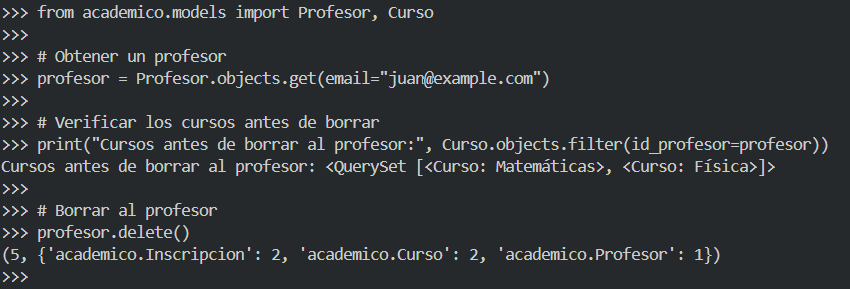 >>> from academico.models import Profesor, Curso
>>>
>>> # Obtener un profesor
>>> profesor = Profesor.objects.get(email="juan@example.com")
>>>
>>> # Verificar los cursos antes de borrar
>>> print("Cursos antes de borrar al profesor:", Curso.objects.filter(id_profesor=profesor))
Cursos antes de borrar al profesor: <QuerySet [<Curso: Matemáticas>, <Curso: Física>]>
>>>
>>> # Borrar al profesor
>>> profesor.delete()
(5, {'academico.Inscripcion': 2, 'academico.Curso': 2, 'academico.Profesor': 1})
>>>